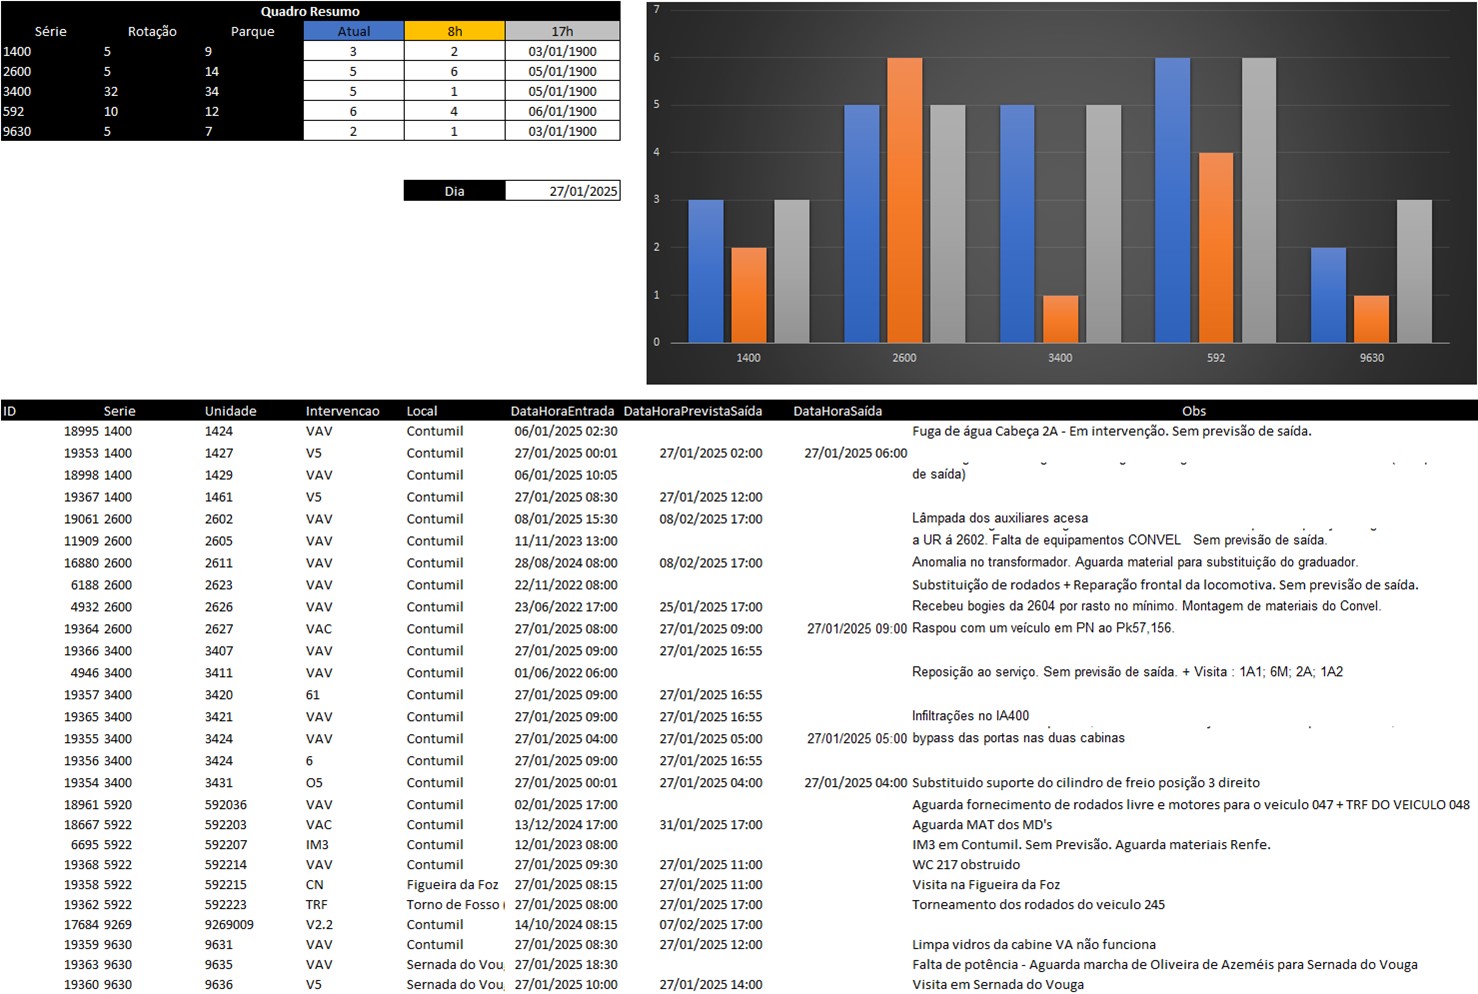 Quadro Resumo
Série Rotação Parque Atual 8h 17h
1400 5 9 3 2 03/01/1900
2600 5 14 5 6 05/01/1900
3400 32 34 5 1 05/01/1900
592 10 12 6 4 06/01/1900
9630 5 7 2 1 03/01/1900
Dia 27/01/2025
7
6
5
4
3
2
1
0
1400 2600 3400 592 9630
ID Serie Unidade Intervencao Local DataHoraEntrada DataHoraPrevistaSaída DataHoraSaída Obs
18995 1400 1424 VAV Contumil 06/01/2025 02:30 Fuga de água Cabeça 2A - Em intervenção. Sem previsão de saída.
19353 1400 1427 V5 Contumil 27/01/2025 00:01 27/01/2025 02:00 27/01/2025 06:00
18998 1400 1429 VAV Contumil 06/01/2025 10:05 de saída)
19367 1400 1461 V5 Contumil 27/01/2025 08:30 27/01/2025 12:00
19061 2600 2602 VAV Contumil 08/01/2025 15:30 08/02/2025 17:00 Lâmpada dos auxiliares acesa
11909 2600 2605 VAV Contumil 11/11/2023 13:00 a UR á 2602. Falta de equipamentos CONVEL Sem previsão de saída.
16880 2600 2611 VAV Contumil 28/08/2024 08:00 08/02/2025 17:00 Anomalia no transformador. Aguarda material para substituição do graduador.
6188 2600 2623 VAV Contumil 22/11/2022 08:00 Substituição de rodados + Reparação frontal da locomotiva. Sem previsão de saída.
4932 2600 2626 VAV Contumil 23/06/2022 17:00 25/01/2025 17:00 Recebeu bogies da 2604 por rasto no mínimo. Montagem de materiais do Convel.
19364 2600 2627 VAC Contumil 27/01/2025 08:00 27/01/2025 09:00 27/01/2025 09:00 Raspou com um veículo em PN ao Pk57,156.
19366 3400 3407 VAV Contumil 27/01/2025 09:00 27/01/2025 16:55
4946 3400 3411 VAV Contumil 01/06/2022 06:00 Reposição ao serviço. Sem previsão de saída. + Visita : 1A1; 6M; 2A; 1A2
19357 3400 3420 61 Contumil 27/01/2025 09:00 27/01/2025 16:55
19365 3400 3421 VAV Contumil 27/01/2025 09:00 27/01/2025 16:55 Infiltrações no IA400
19355 3400 3424 VAV Contumil 27/01/2025 04:00 27/01/2025 05:00 27/01/2025 05:00 bypass das portas nas duas cabinas
19356 3400 3424 6 Contumil 27/01/2025 09:00 27/01/2025 16:55
19354 3400 3431 O5 Contumil 27/01/2025 00:01 27/01/2025 04:00 27/01/2025 04:00 Substituido suporte do cilindro de freio posição 3 direito
18961 5920 592036 VAV Contumil 02/01/2025 17:00 Aguarda fornecimento de rodados livre e motores para o veiculo 047 + TRF DO VEICULO 048
18667 5922 592203 VAC Contumil 13/12/2024 17:00 31/01/2025 17:00 Aguarda MAT dos MD's
6695 5922 592207 IM3 Contumil 12/01/2023 08:00 IM3 em Contumil. Sem Previsão. Aguarda materiais Renfe.
19368 5922 592214 VAV Contumil 27/01/2025 09:30 27/01/2025 11:00 WC 217 obstruido
19358 5922 592215 CN Figueira da Foz 27/01/2025 08:15 27/01/2025 11:00 Visita na Figueira da Foz
19362 5922 592223 TRF Torno de Fosso ( 27/01/2025 08:00 27/01/2025 17:00 Torneamento dos rodados do veiculo 245
17684 9269 9269009 V2.2 Contumil 14/10/2024 08:15 07/02/2025 17:00
19359 9630 9631 VAV Contumil 27/01/2025 08:30 27/01/2025 12:00 Limpa vidros da cabine VA não funciona
19363 9630 9635 VAV Sernada do Vou 27/01/2025 18:30 Falta de potência - Aguarda marcha de Oliveira de Azeméis para Sernada do Vouga
19360 9630 9636 V5 Sernada do Vou 27/01/2025 10:00 27/01/2025 14:00 Visita em Sernada do Vouga